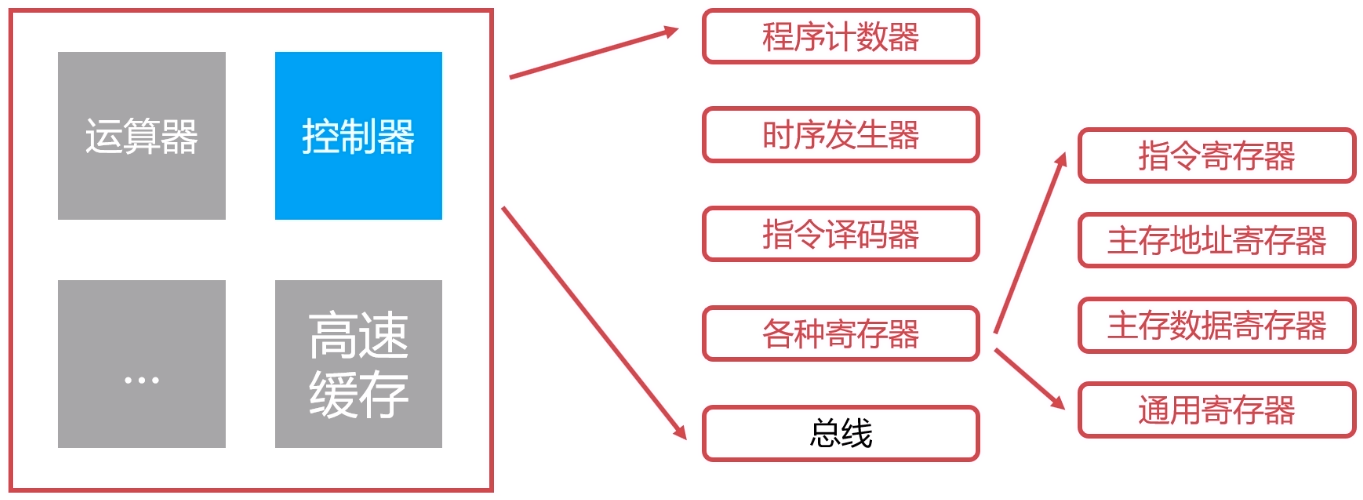 运算器
控制器
...
高速
缓存
程序计数器
时序发生器
指令译码器
各种寄存器
总线
指令寄存器
主存地址寄存器
主存数据寄存器
通用寄存器